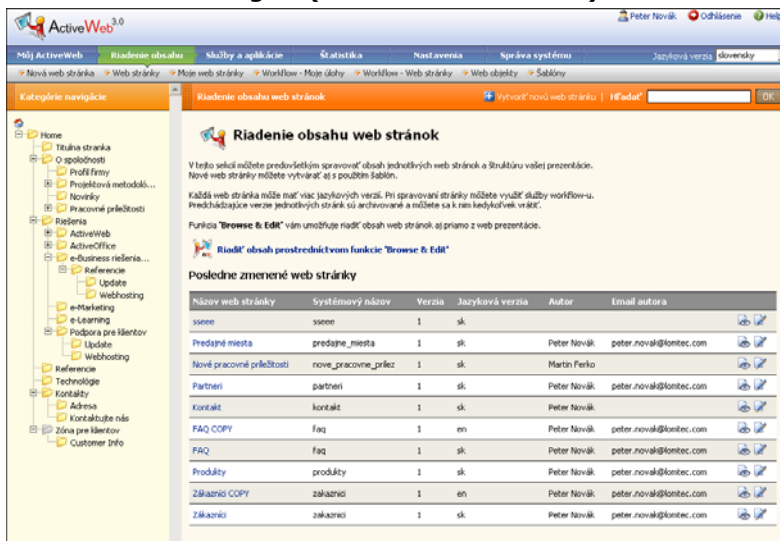 ActiveWeb 3.0
Peter Novák Odhlásenie Help
Môj ActiveWeb Riadenie obsahu Služby a aplikácie Štatistika Nastavenia Správa systému Jazyková verzia slovensky
Nová web stránka Web stránky Moje web stránky Workflow - Moje úlohy Workflow - Web stránky Web objekty Šablóny
Kategórie navigácie
Riadenie obsahu web stránok
Vytvoriť novú web stránku | Hľadať OK
Home
Titulna stranka
O spoločnosti
Profil firmy
Projektová metodoló...
Novinky
Pracovné príležitosti
Riešenia
ActiveWeb
ActiveOffice
e-Business riešenia...
Referencie
Update
Webhosting
e-Marketing
e-Learning
Podpora pre klientov
Update
Webhosting
Referencie
Technológie
Kontakty
Adresa
Kontaktujte nás
Zóna pre klientov
Customer Info
Riadenie obsahu web stránok
V tejto sekcii môžete predovšetkým spravovať obsah jednotlivých web stránok a štruktúru vašej prezentácie.
Nové web stránky môžete vytvárať aj s použitím šablón.
Každá web stránka môže mať viac jazykových verzií. Pri spravovaní stránky môžete využiť služby workflow-u.
Predchádzajúce verzie jednotlivých stránok sú archivované a môžete sa k nim kedykoľvek vrátiť.
Funkcia "Browse & Edit" vám umožňuje riadiť obsah web stránok aj priamo z web prezentácie.
Riadiť obsah prostredníctvom funkcie "Browse & Edit"
Posledne zmenené web stránky
Názov web stránky Systémový názov Verzia Jazyková verzia Autor Email autora
sseee sseee 1 sk
Predajné miesta predajne_miesta 1 sk Peter Novák peter.novak@lomtec.com
Nové pracovné príležitosti nove_pracovne_prilez 1 sk Martin Ferko
Partneri partneri 1 sk Peter Novák peter.novak@lomtec.com
Kontakt kontakt 1 sk Peter Novák
FAQ COPY faq 1 en Peter Novák peter.novak@lomtec.com
FAQ faq 1 sk Peter Novák peter.novak@lomtec.com
Produkty produkty 1 sk Peter Novák peter.novak@lomtec.com
Zákazníci COPY zakaznici 1 en Peter Novák peter.novak@lomtec.com
Zákazníci zakaznici 1 sk Peter Novák peter.novak@lomtec.com